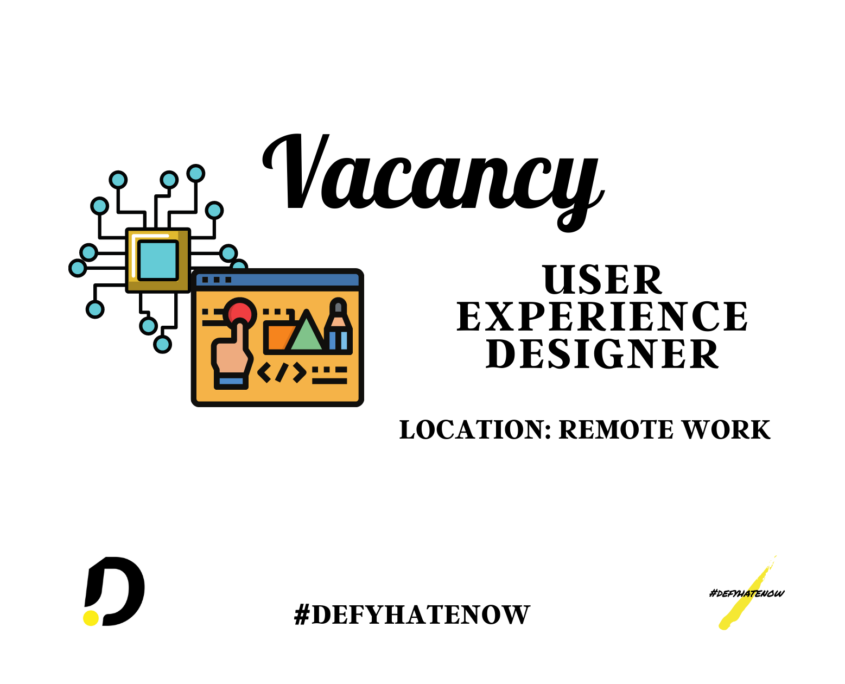 Vacancy
USER
EXPERIENCE
DESIGNER
LOCATION: REMOTE WORK
</>
D
#DEFYHATENOW
#DEFYHATENOW